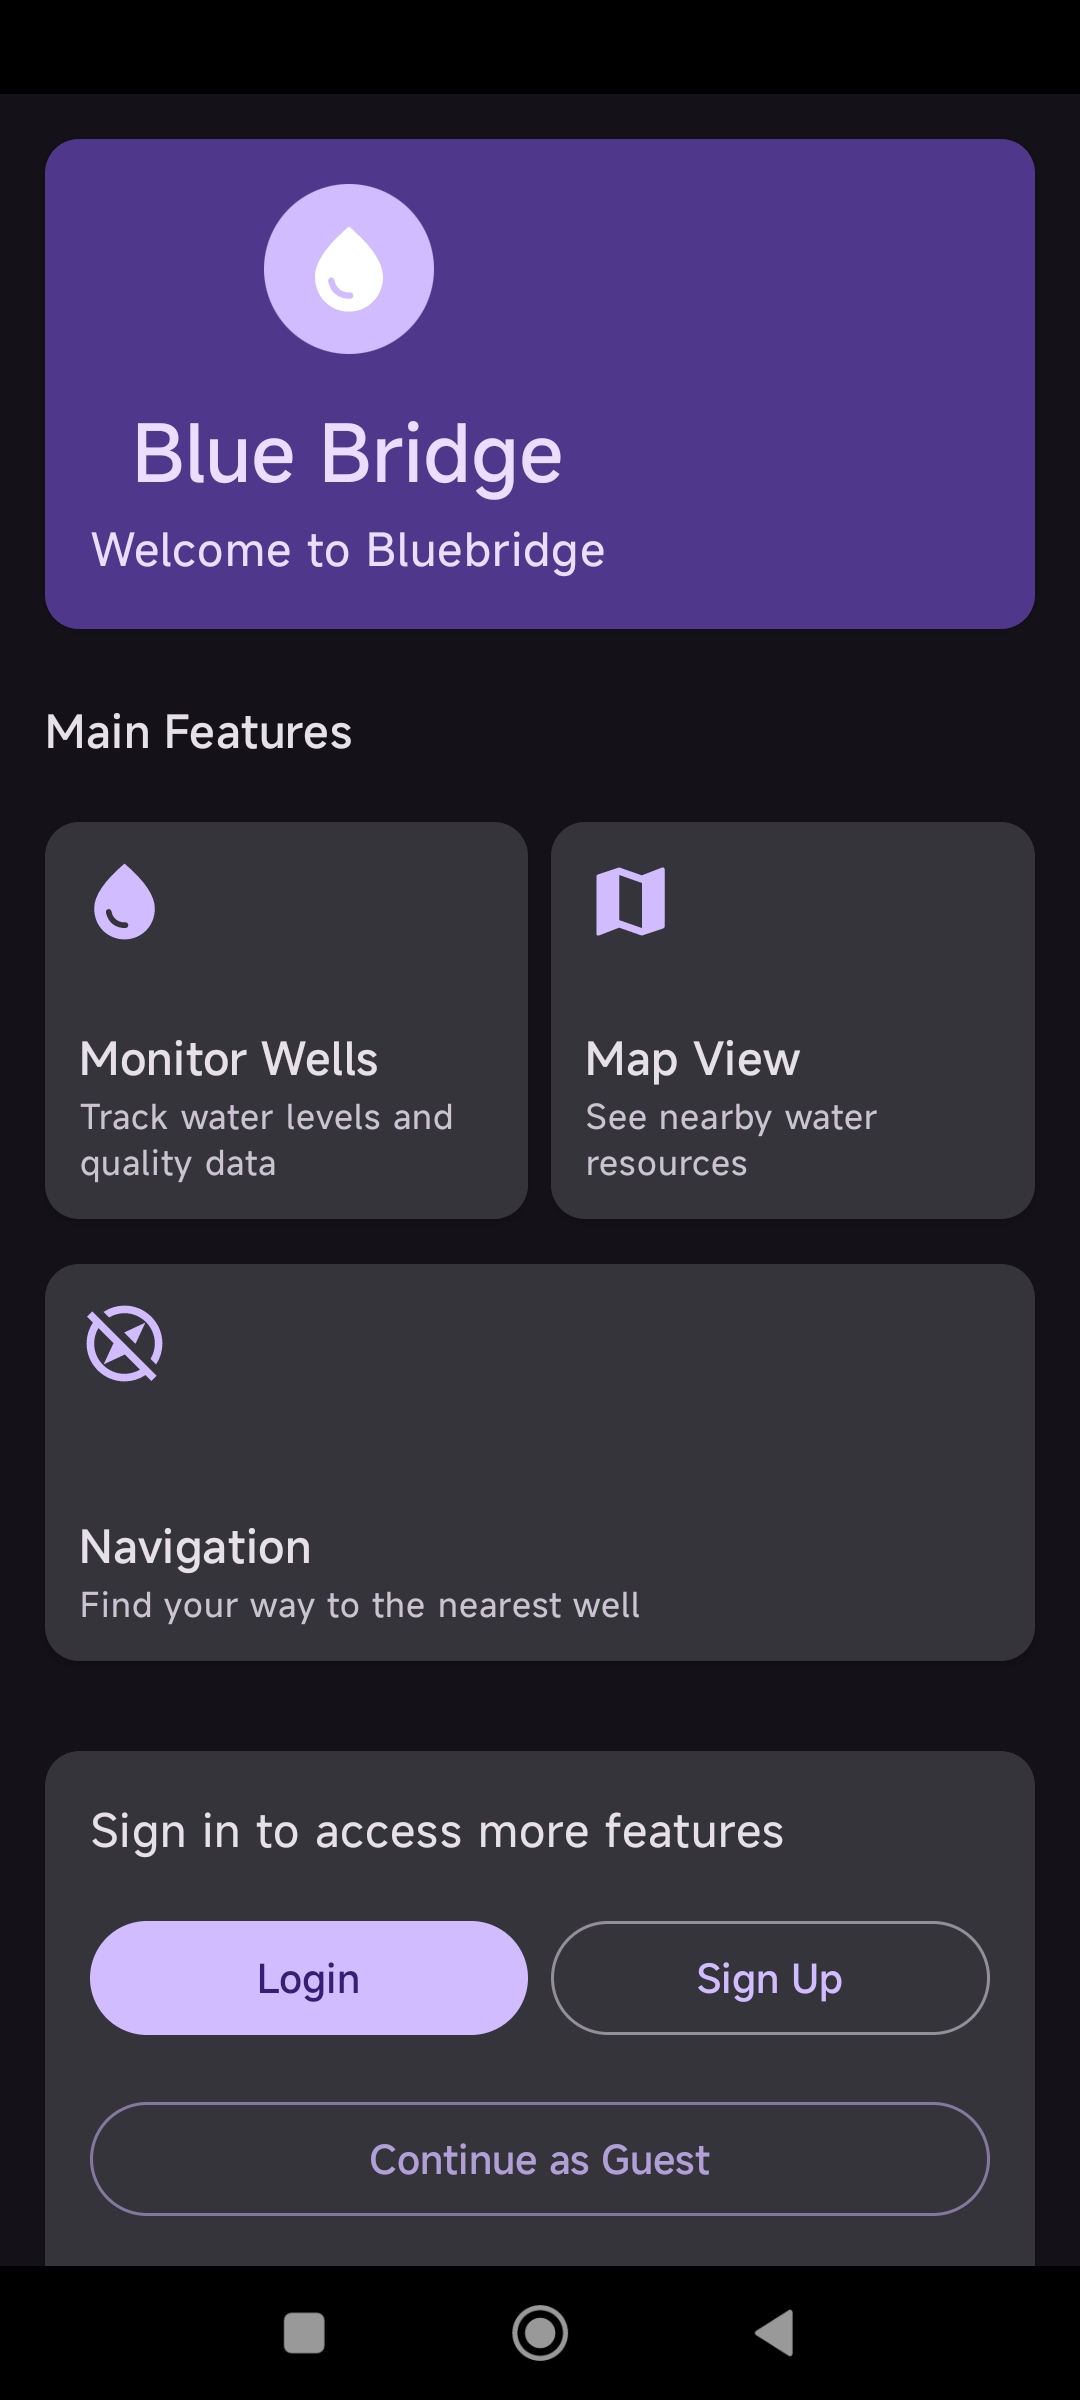 Blue Bridge
Welcome to Bluebridge
Main Features
Monitor Wells
Track water levels and
quality data
Map View
See nearby water
resources
Navigation
Find your way to the nearest well
Sign in to access more features
Login
Sign Up
Continue as Guest